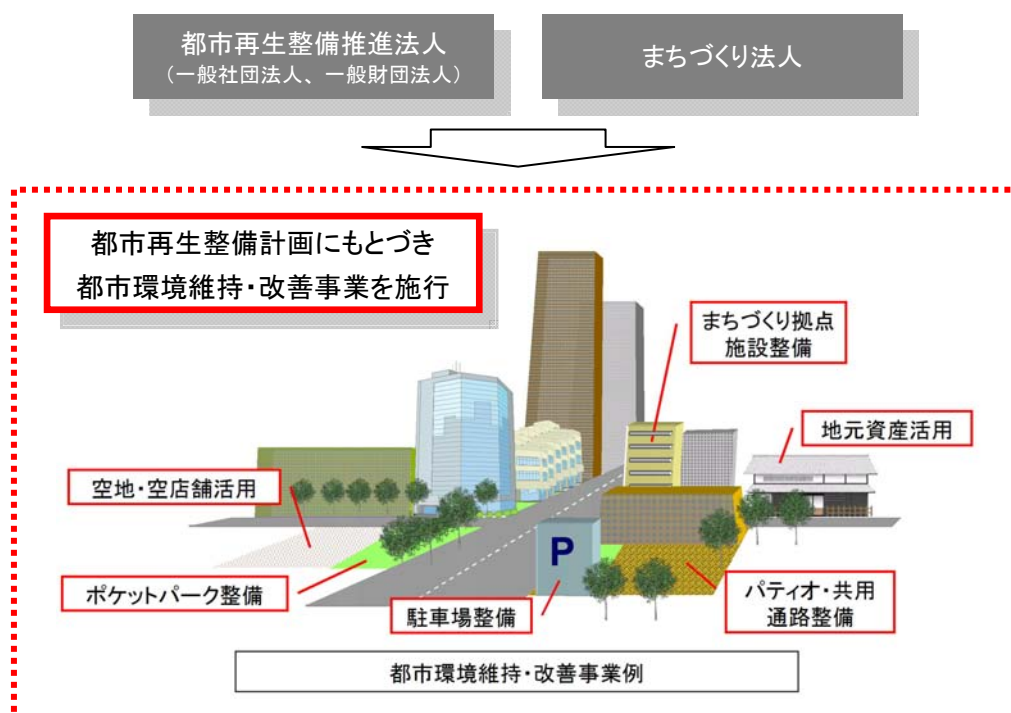 都市再生整備推進法人
（一般社団法人、一般財団法人）
まちづくり法人
都市再生整備計画にもとづき
都市環境維持・改善事業を施行
まちづくり拠点
施設整備
地元資産活用
空地・空店舗活用
P
ポケットパーク整備
駐車場整備
パティオ・共用
通路整備
都市環境維持・改善事業例